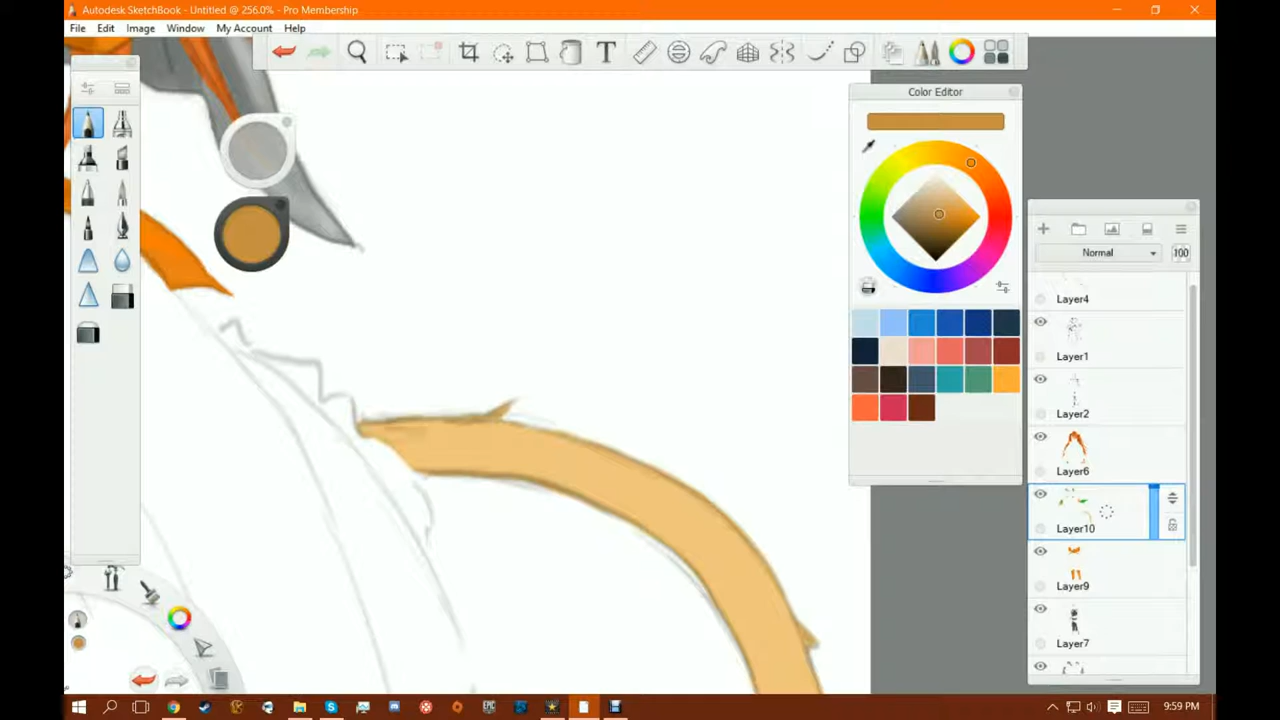 Autodesk SketchBook - Untitled @ 256.0% - Pro Membership
File Edit Image Window My Account Help
T
Color Editor
Normal 100
Layer4
Layer1
Layer2
Layer6
Layer10
Layer9
Layer7
9:59 PM